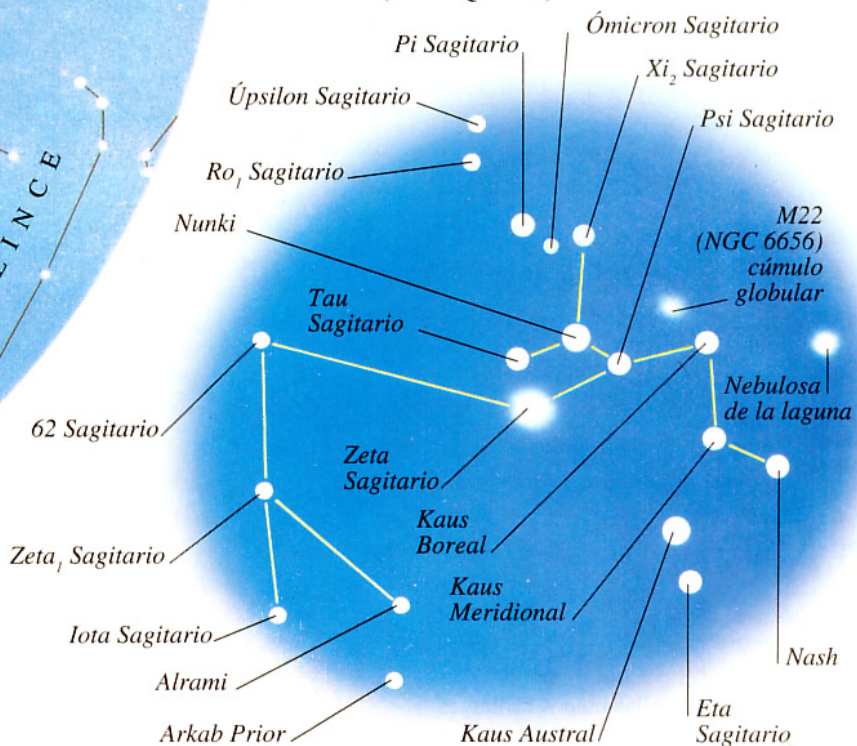 Ómicron Sagitario
Pi Sagitario
Xi₂ Sagitario
Úpsilon Sagitario
Psi Sagitario
Ro₁ Sagitario
Nunki
M22
(NGC 6656)
cúmulo
globular
Tau
Sagitario
LINCE
62 Sagitario
Nebulosa
de la laguna
Zeta
Sagitario
Kaus
Boreal
Zeta₁ Sagitario
Kaus
Meridional
Iota Sagitario
Nash
Alrami
Arkab Prior
Kaus Austral
Eta
Sagitario